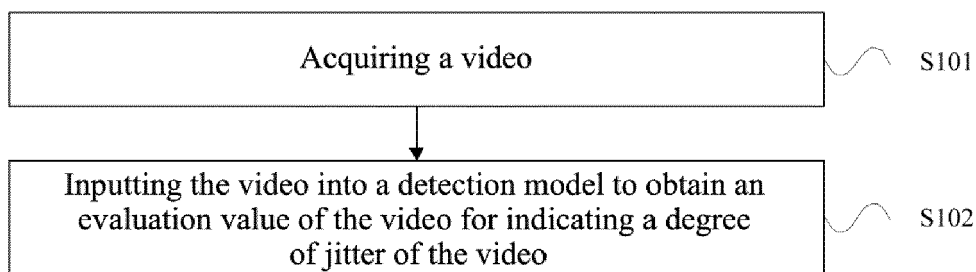 Acquiring a video
S101
Inputting the video into a detection model to obtain an
evaluation value of the video for indicating a degree
of jitter of the video
S102